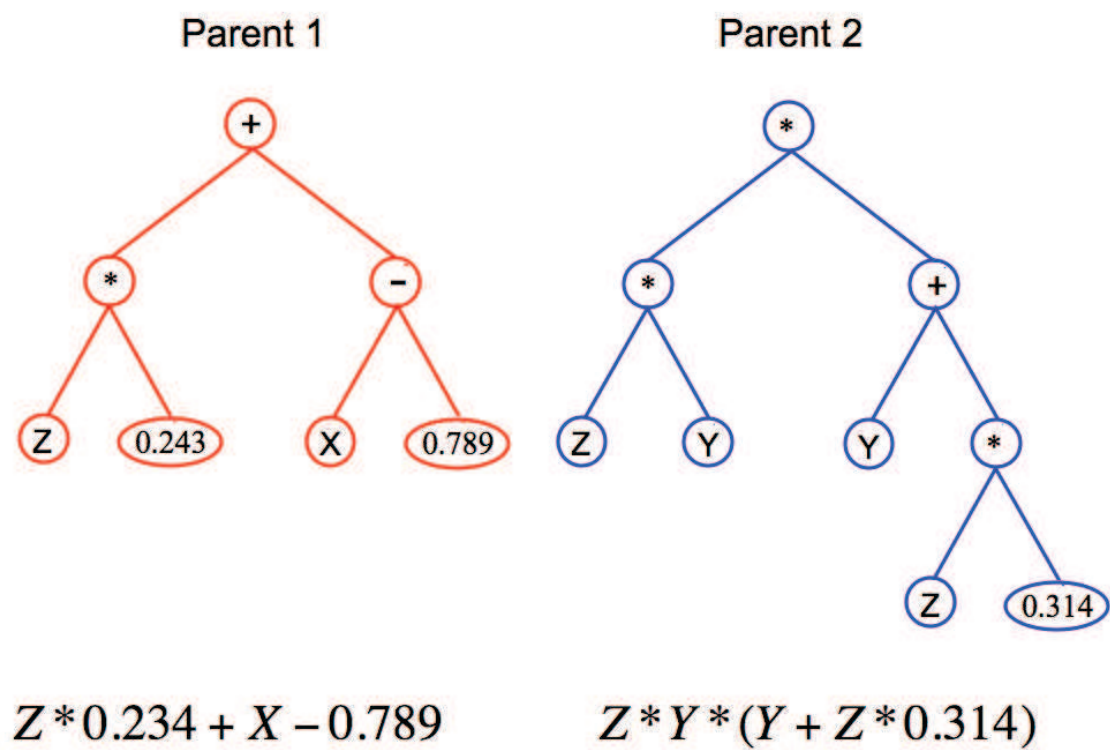 Parent 1 Parent 2
+ *
* - * +
Z 0.243 X 0.789 Z Y Y *
Z 0.314
Z*0.234 + X − 0.789 Z*Y*(Y + Z*0.314)